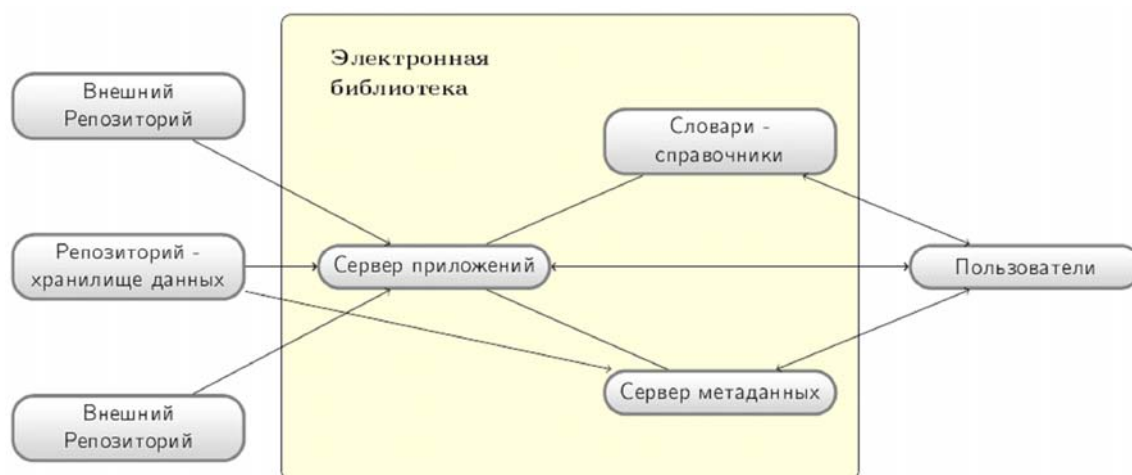 Электронная
библиотека
Внешний
Репозиторий
Словари -
справочники
Репозиторий -
хранилище данных
Сервер приложений
Пользователи
Сервер метаданных
Внешний
Репозиторий